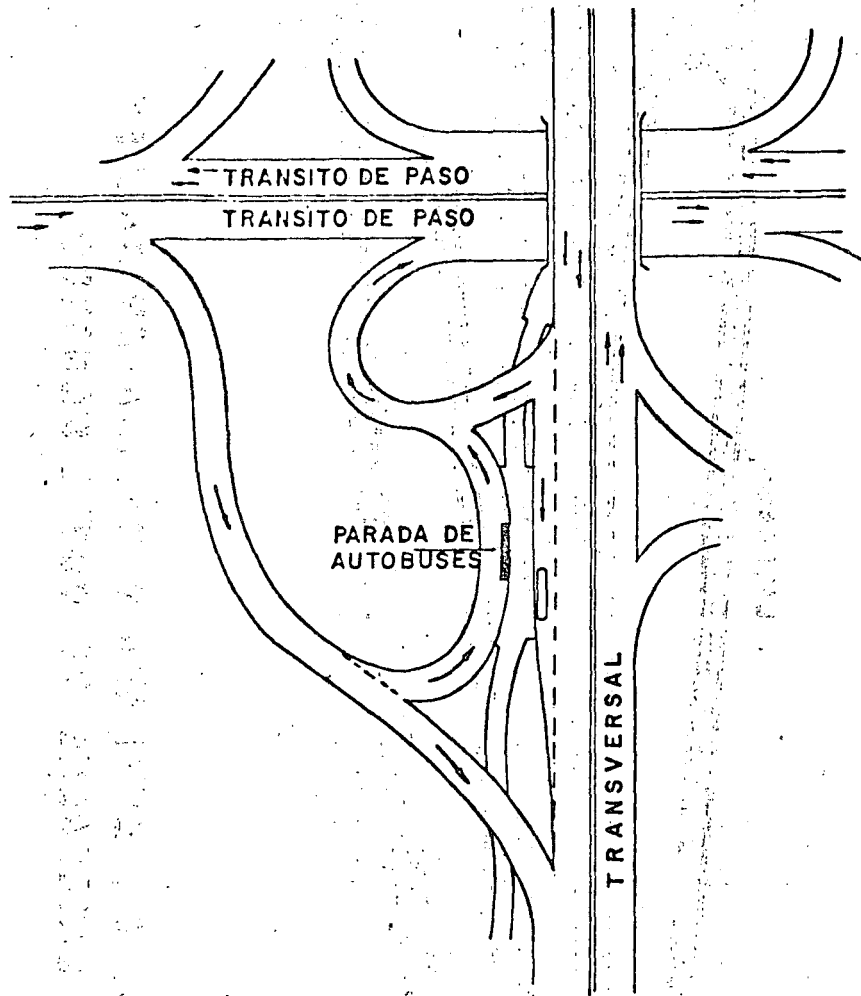 TRANSITO DE PASO
TRANSITO DE PASO
PARADA DE
AUTOBUSES
TRANSVERSAL